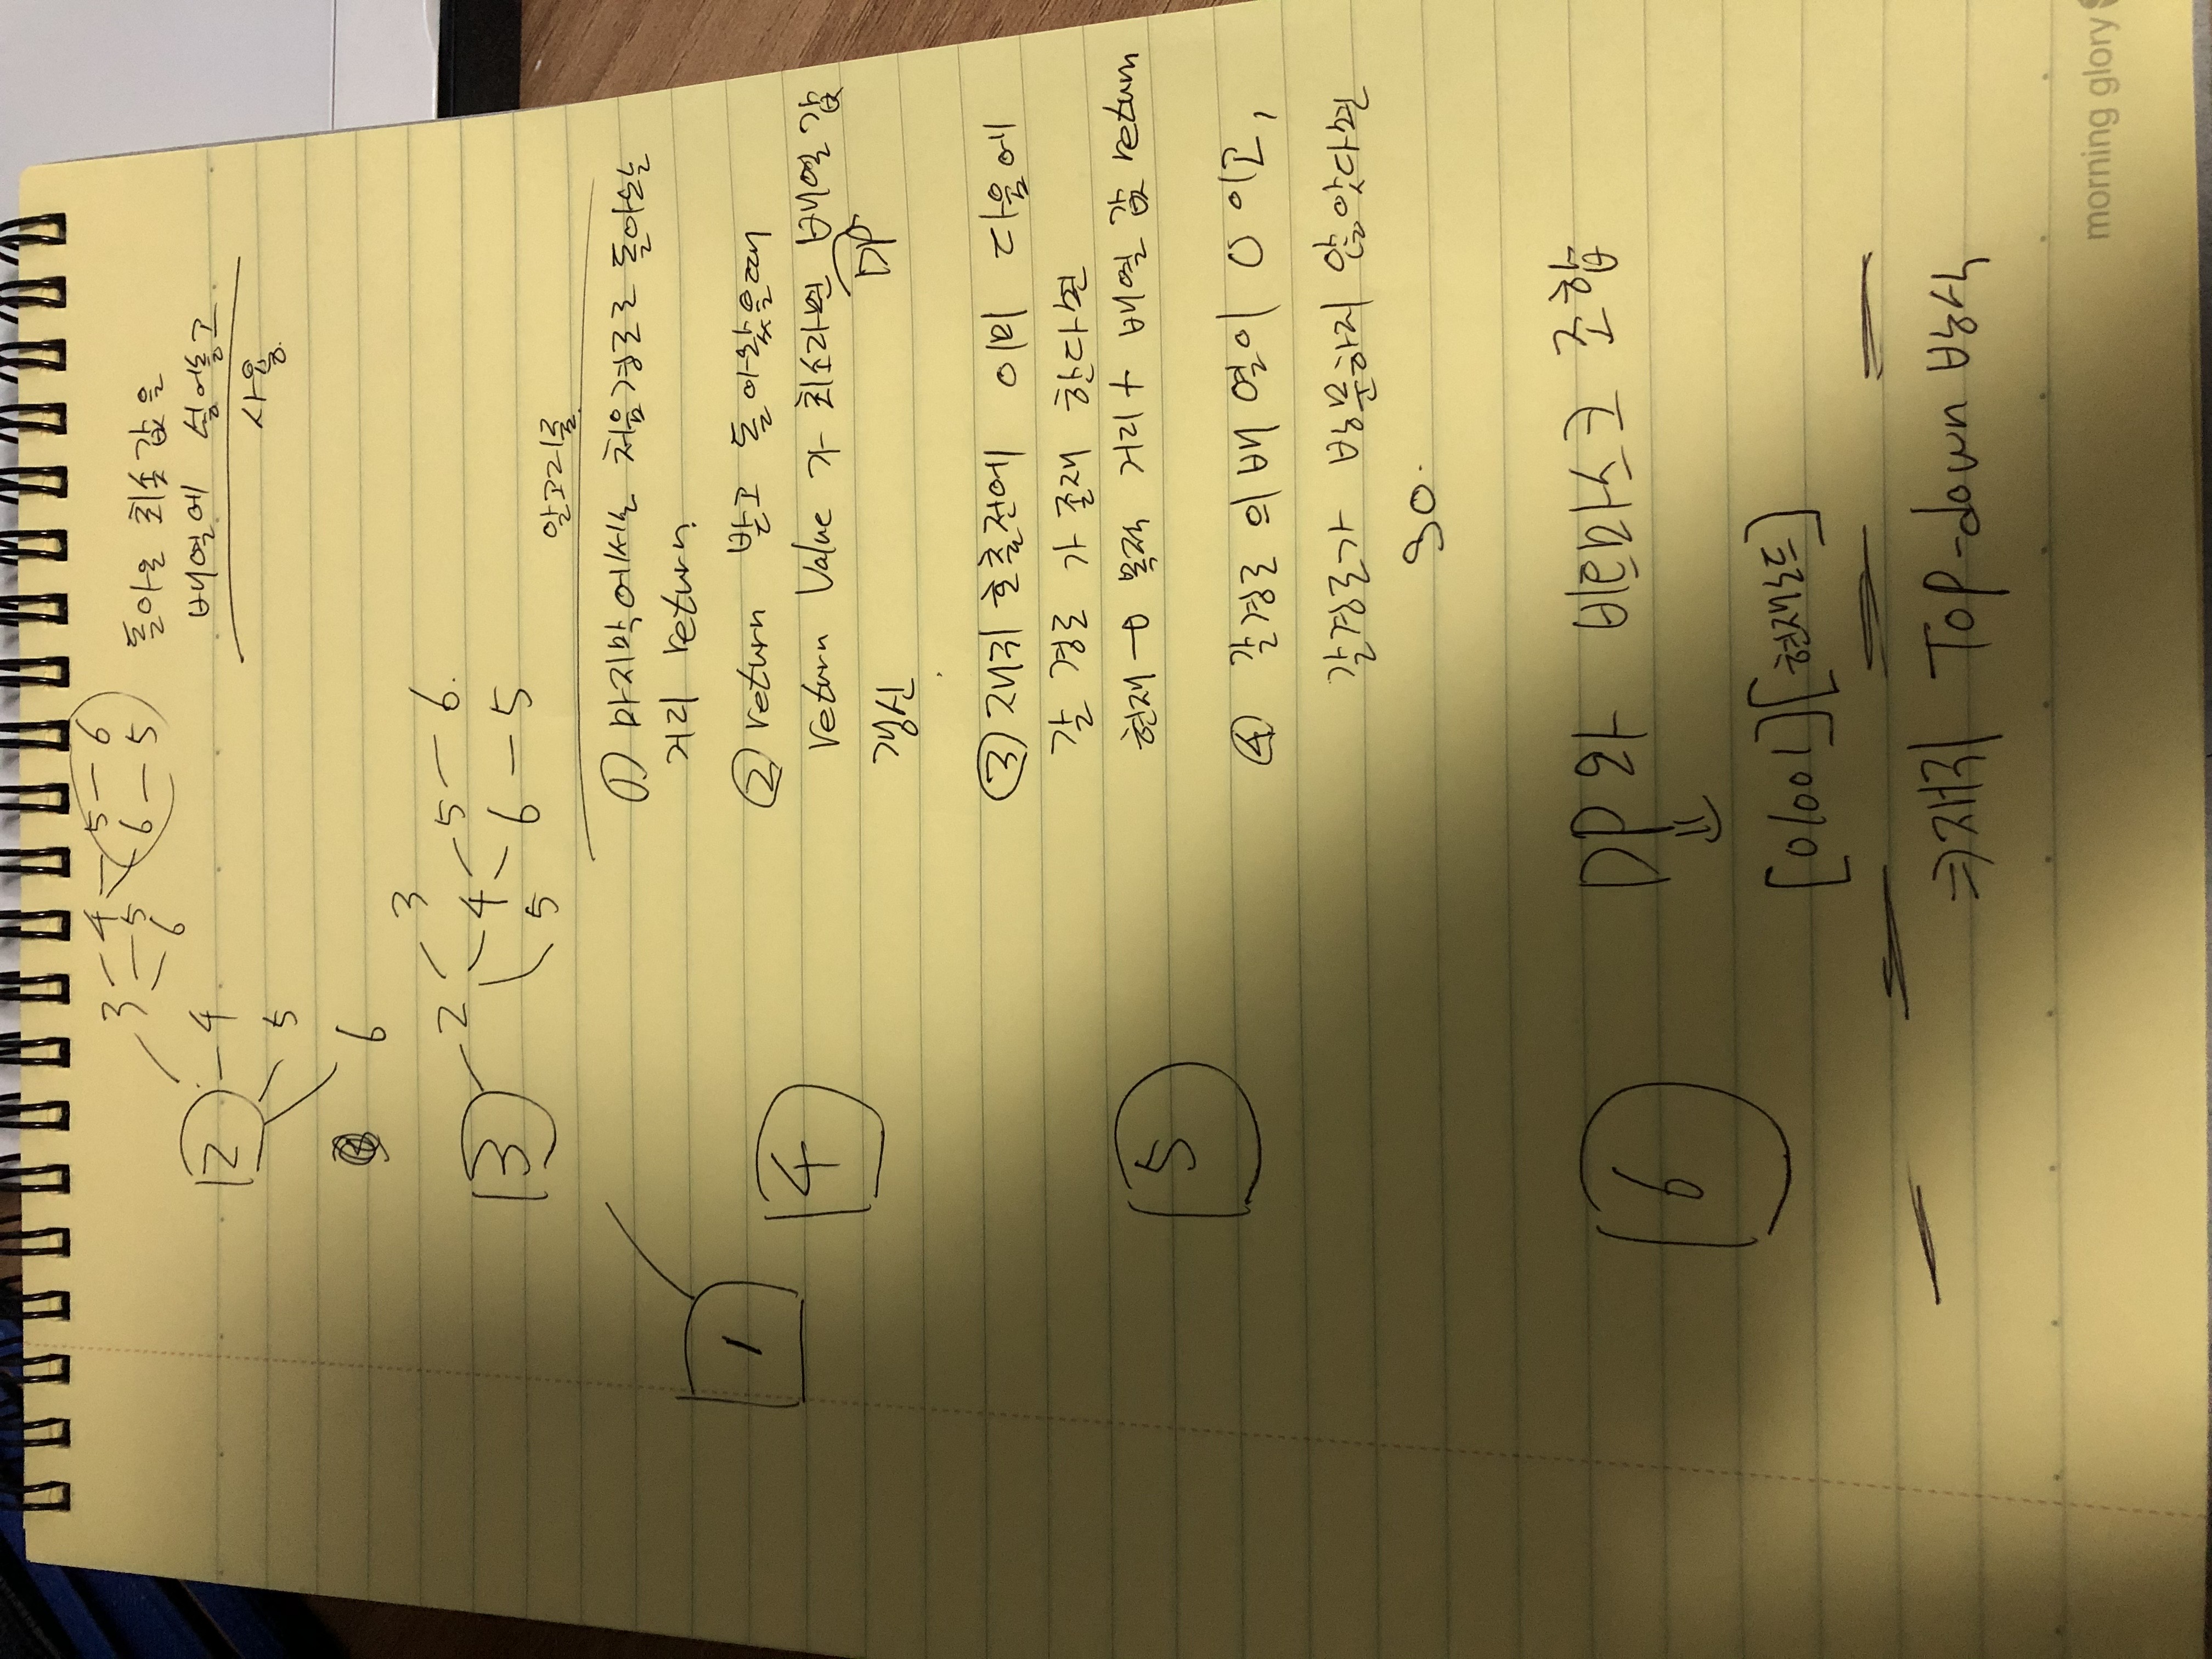 3 - 4 - 5 - 6
5 6 - 5
6
2 - 4
5
6
돌아온 최솟값을
배열에 넣어놓고
사용.
3
2 5 - 6.
3 4 6 - 5
5
알고리즘.
① 마지막에서는 처음경로로 돌아오는
거리 return.
1
② return 받고 돌아왔을때
4
return Value 가 최소라면 배열 값
DP
갱신
③ 재귀 호출전에 이미 다음에
갈 경로 가 존재 한다면
5
현재 → 목적 거리 + 배열 값 return
④ 갈경로 의 배열이 0 이고,
갈경로가 방문하지 않았다면
go.
6
DP 와 비트마스크 조합
[01001][현재노드]
⇒ 재귀 Top-down 방식
morning glory